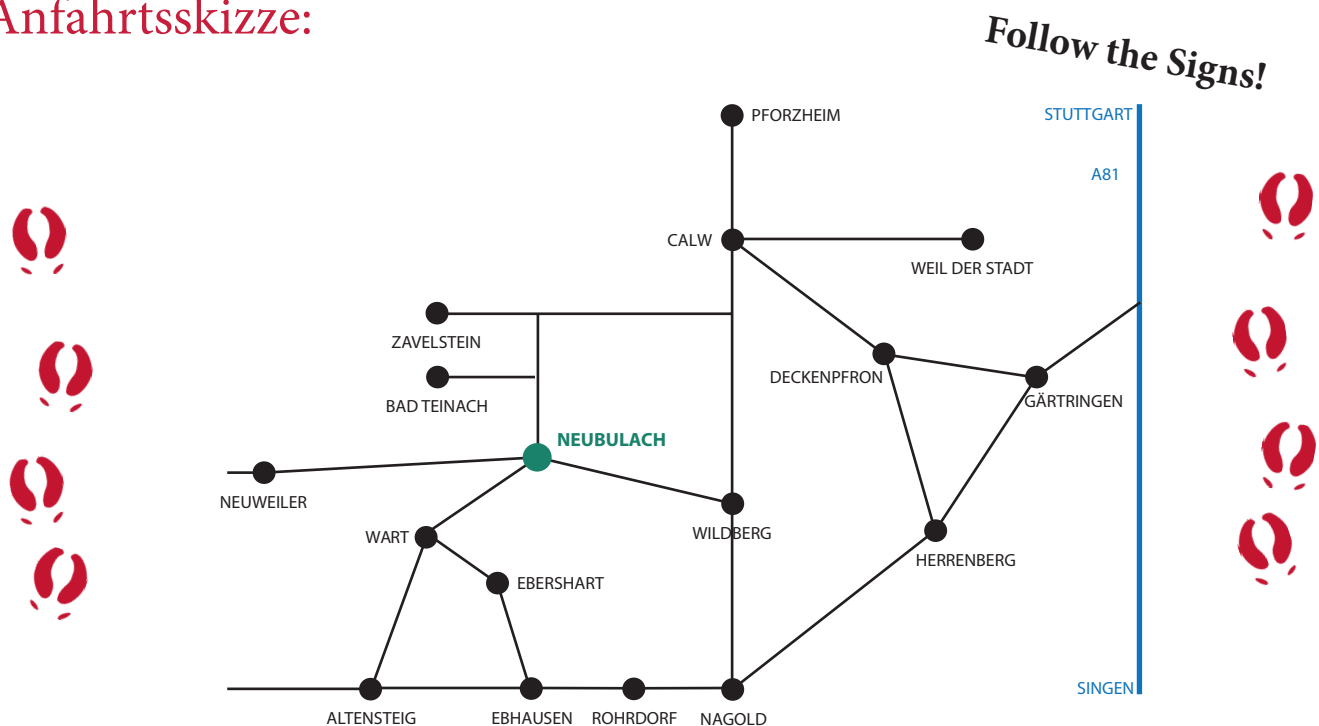 Anfahrtsskizze:
Follow the Signs!
PFORZHEIM
STUTTGART
A81
CALW
WEIL DER STADT
ZAVELSTEIN
DECKENPFRON
BAD TEINACH
GÄRTRINGEN
NEUBULACH
NEUWEILER
WILDBERG
WART
HERRENBERG
EBERSHART
SINGEN
ALTENSTEIG
EBHAUSEN
ROHRDORF
NAGOLD